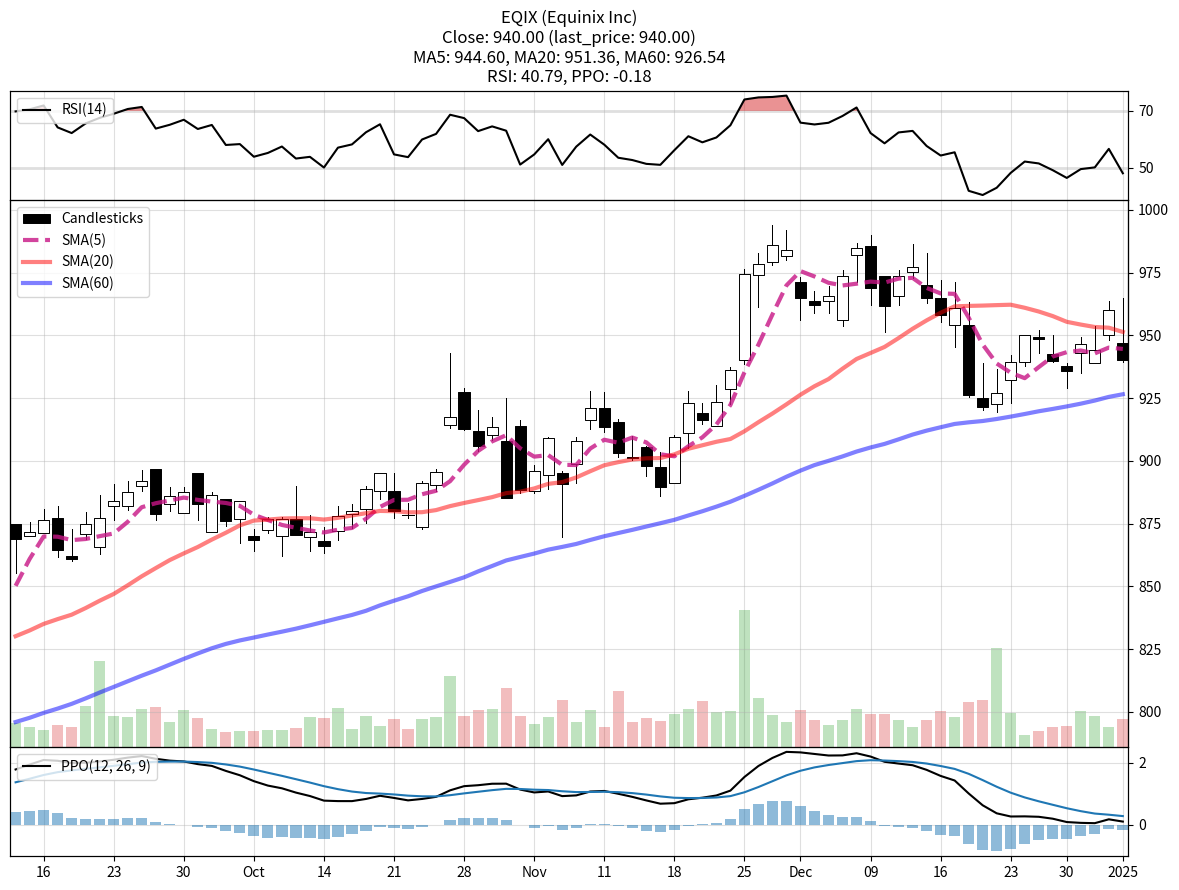 EQIX (Equinix Inc)
Close: 940.00 (last_price: 940.00)
MA5: 944.60, MA20: 951.36, MA60: 926.54
RSI: 40.79, PPO: -0.18
RSI(14)
70
50
Candlesticks
SMA(5)
SMA(20)
SMA(60)
1000
975
950
925
900
875
850
825
800
PPO(12, 26, 9)
2
0
16 23 30 Oct 14 21 28 Nov 11 18 25 Dec 09 16 23 30 2025